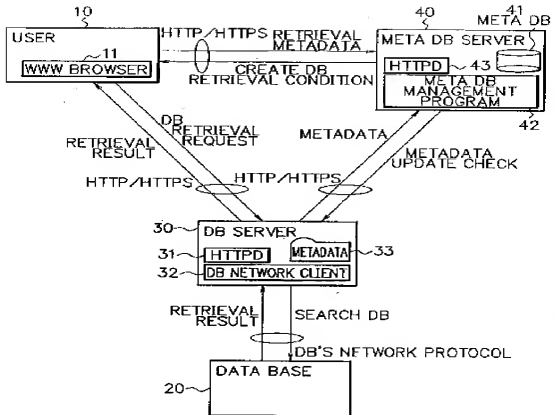 10
USER
11
WWW BROWSER
HTTP/HTTPS RETRIEVAL
METADATA
CREATE DB
RETRIEVAL CONDITION
40
41
META DB
META DB SERVER
HTTPD
43
META DB
MANAGEMENT
PROGRAM
42
DB
RETRIEVAL
REQUEST
RETRIEVAL
RESULT
HTTP/HTTPS
METADATA
METADATA
UPDATE CHECK
HTTP/HTTPS
30
DB SERVER
31
HTTPD
METADATA
33
32
DB NETWORK CLIENT
RETRIEVAL
RESULT
SEARCH DB
DB'S NETWORK PROTOCOL
DATA BASE
20